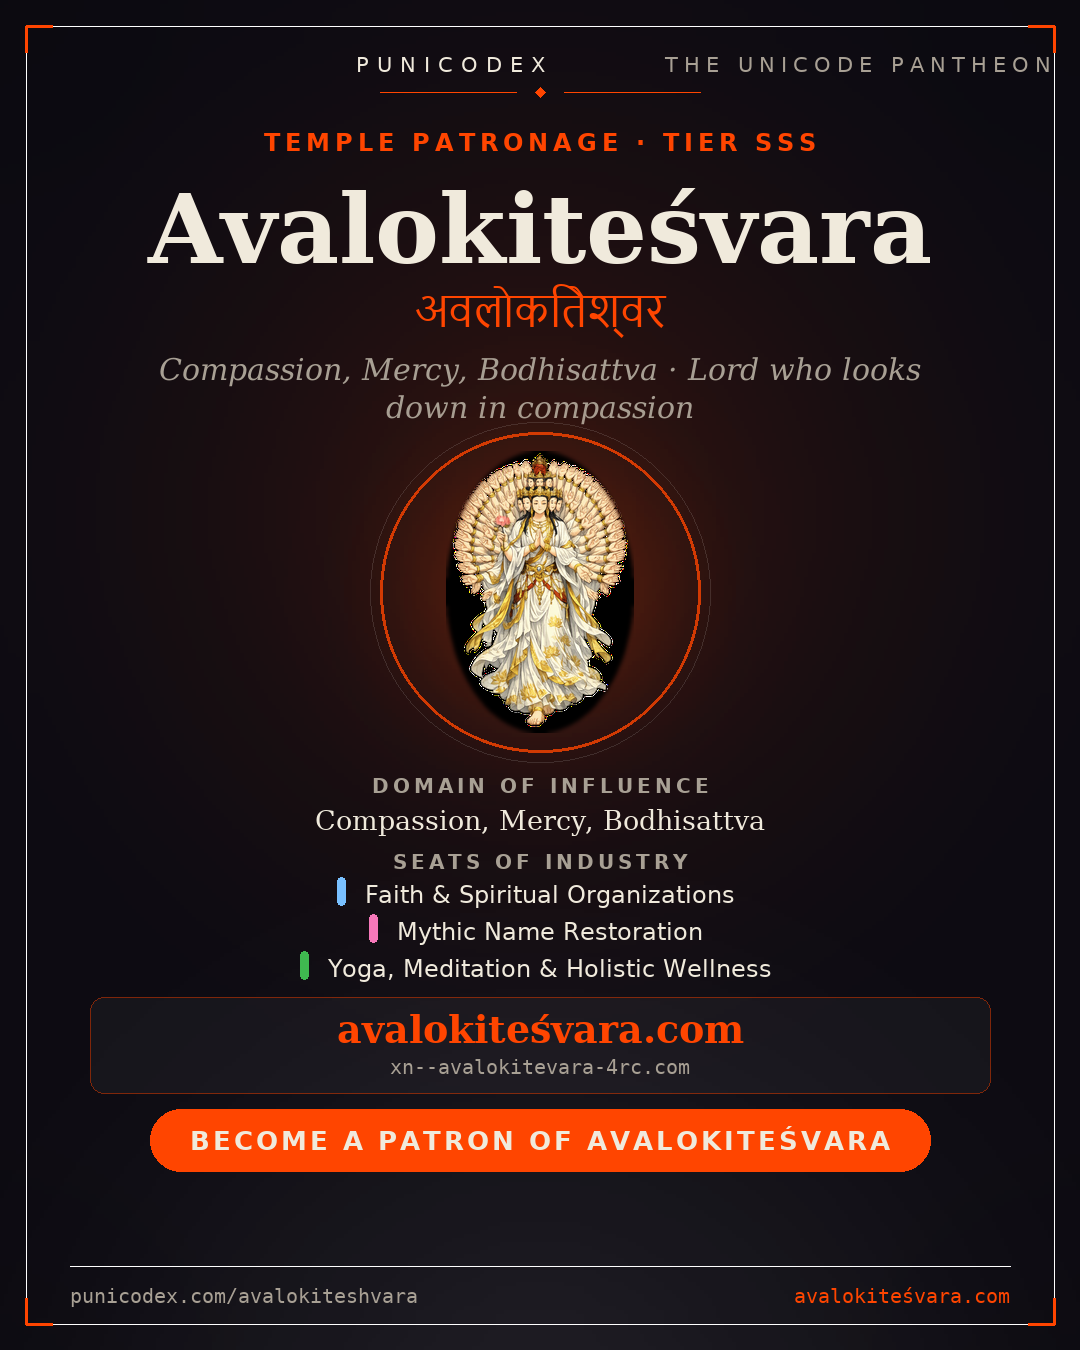 PUNICODEX THE UNICODE PANTHEON
TEMPLE PATRONAGE · TIER SSS
Avalokiteśvara
अवलोकितेश्वर
Compassion, Mercy, Bodhisattva · Lord who looks
down in compassion
DOMAIN OF INFLUENCE
Compassion, Mercy, Bodhisattva
SEATS OF INDUSTRY
Faith & Spiritual Organizations
Mythic Name Restoration
Yoga, Meditation & Holistic Wellness
avalokiteśvara.com
xn--avalokitevara-4rc.com
BECOME A PATRON OF AVALOKITEŚVARA
punicodex.com/avalokiteshvara
avalokiteśvara.com